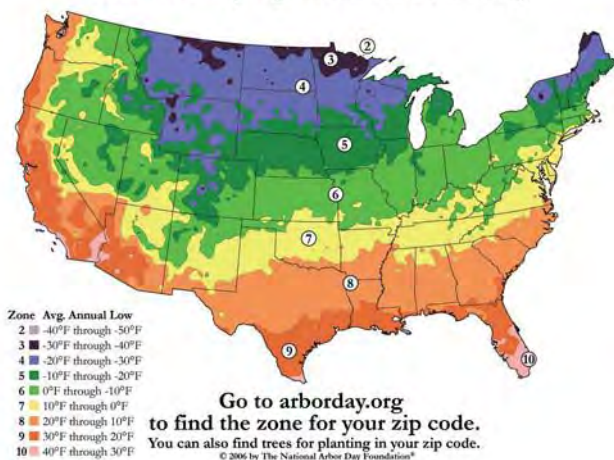 2
3
4
5
6
7
8
9
10
Zone Avg. Annual Low
2 -40°F through -50°F
3 -30°F through -40°F
4 -20°F through -30°F
5 -10°F through -20°F
6 0°F through -10°F
7 10°F through 0°F
8 20°F through 10°F
9 30°F through 20°F
10 40°F through 30°F
Go to arborday.org
to find the zone for your zip code.
You can also find trees for planting in your zip code.
© 2006 by The National Arbor Day Foundation®